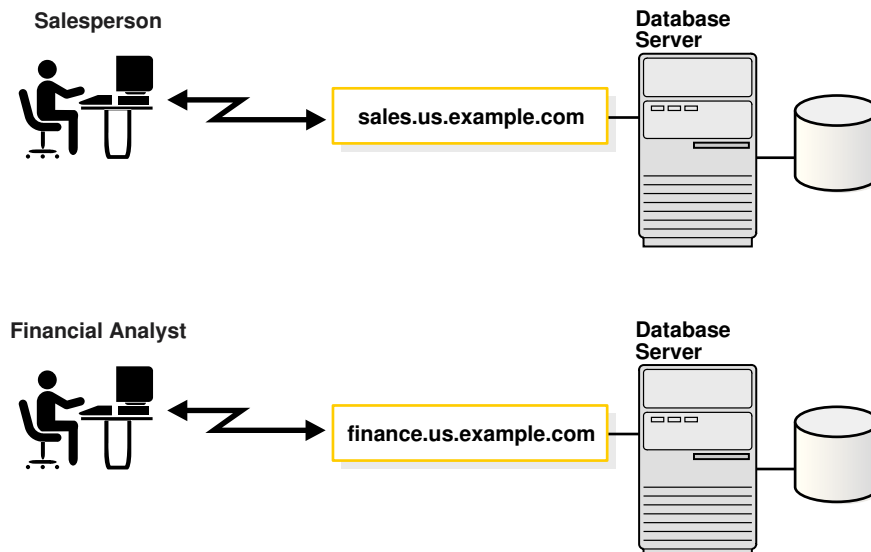 Salesperson
Database
Server
sales.us.example.com
Financial Analyst
Database
Server
finance.us.example.com